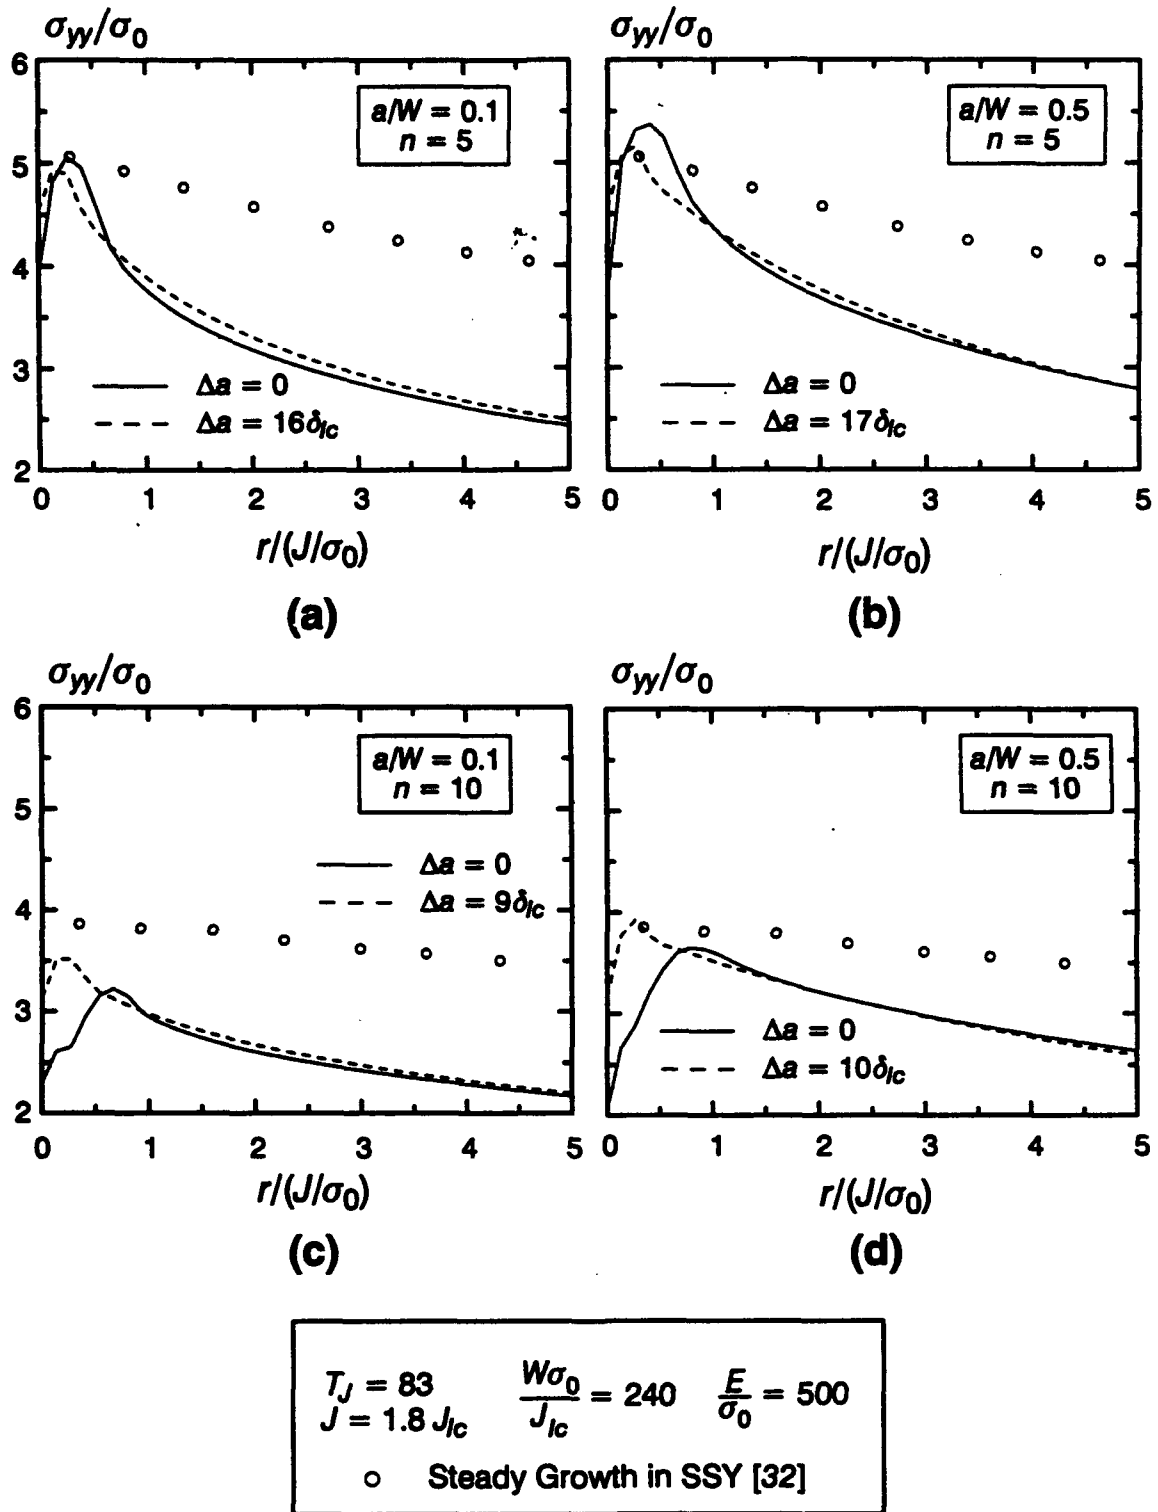 σyy/σ0
6
5
4
3
2
a/W = 0.1
n = 5
Δa = 0
Δa = 16δIc
0 1 2 3 4 5
r/(J/σ0)
(a)
σyy/σ0
a/W = 0.5
n = 5
Δa = 0
Δa = 17δIc
0 1 2 3 4 5
r/(J/σ0)
(b)
σyy/σ0
6
5
4
3
2
a/W = 0.1
n = 10
Δa = 0
Δa = 9δIc
0 1 2 3 4 5
r/(J/σ0)
(c)
σyy/σ0
a/W = 0.5
n = 10
Δa = 0
Δa = 10δIc
0 1 2 3 4 5
r/(J/σ0)
(d)
TJ = 83 Wσ0/JIc = 240 E/σ0 = 500
J = 1.8 JIc
o Steady Growth in SSY [32]